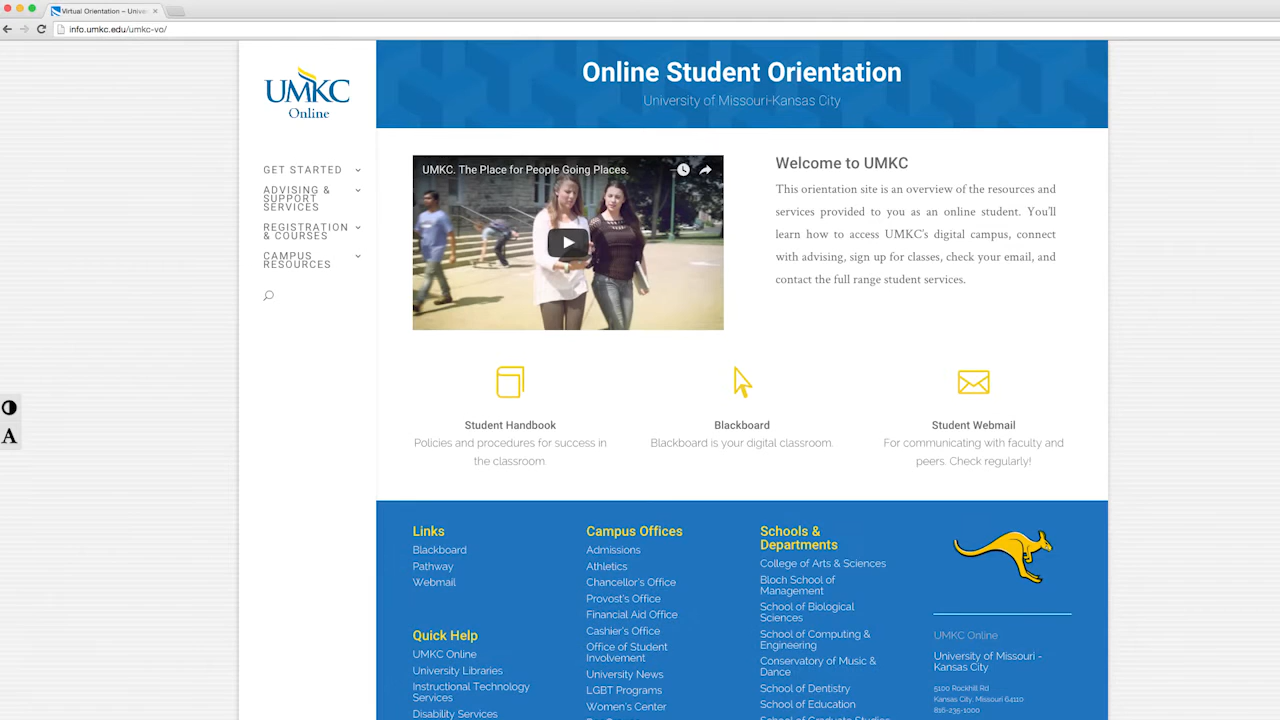 Virtual Orientation – Unive
info.umkc.edu/umkc-vo/
UMKC
Online
GET STARTED
ADVISING &
SUPPORT
SERVICES
REGISTRATION
& COURSES
CAMPUS
RESOURCES
A
Online Student Orientation
University of Missouri-Kansas City
UMKC. The Place for People Going Places.
Welcome to UMKC
This orientation site is an overview of the resources and
services provided to you as an online student. You'll
learn how to access UMKC's digital campus, connect
with advising, sign up for classes, check your email, and
contact the full range student services.
Student Handbook
Policies and procedures for success in
the classroom.
Blackboard
Blackboard is your digital classroom.
Student Webmail
For communicating with faculty and
peers. Check regularly!
Links
Blackboard
Pathway
Webmail
Quick Help
UMKC Online
University Libraries
Instructional Technology
Services
Disability Services
Campus Offices
Admissions
Athletics
Chancellor's Office
Provost's Office
Financial Aid Office
Cashier's Office
Office of Student
Involvement
University News
LGBT Programs
Women's Center
Schools &
Departments
College of Arts & Sciences
Bloch School of
Management
School of Biological
Sciences
School of Computing &
Engineering
Conservatory of Music &
Dance
School of Dentistry
School of Education
School of Graduate Studies
UMKC Online
University of Missouri -
Kansas City
5100 Rockhill Rd
Kansas City, Missouri 64110
816-235-1000